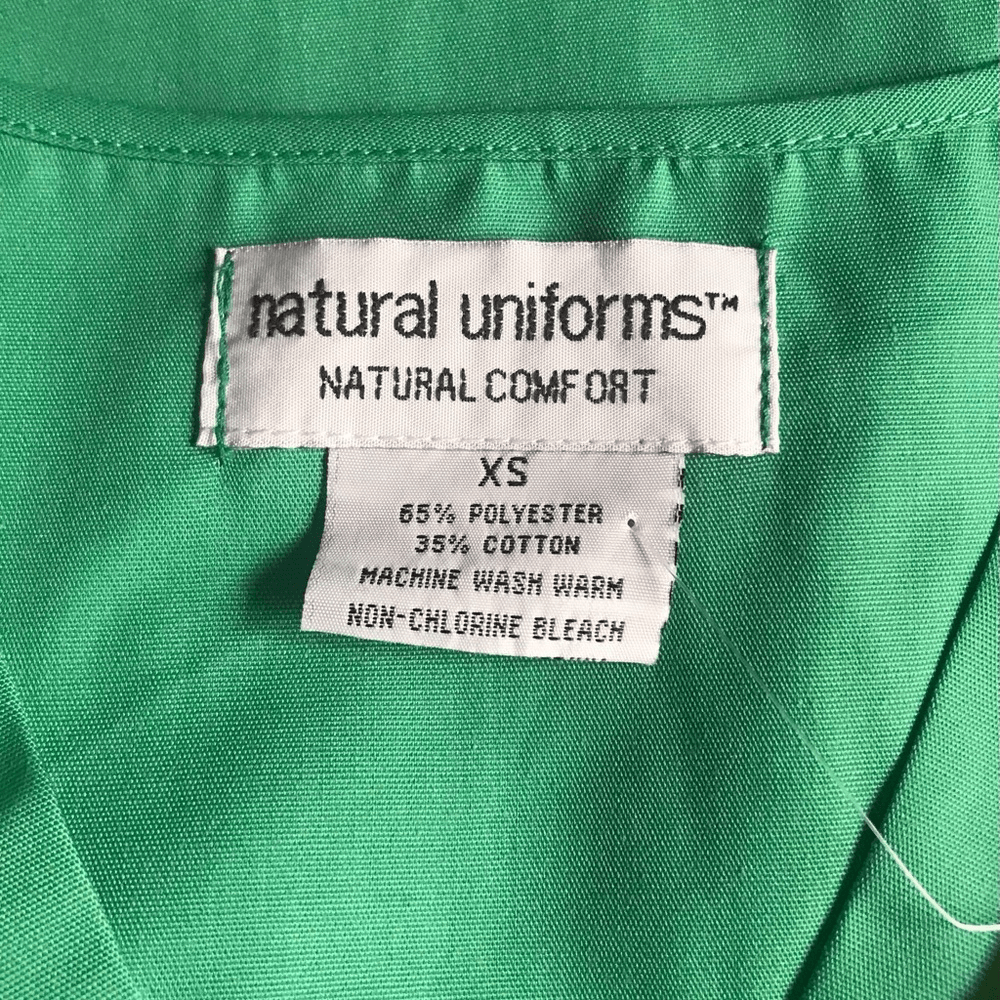 natural uniforms™
NATURAL COMFORT
XS
65% POLYESTER
35% COTTON
MACHINE WASH WARM
NON-CHLORINE BLEACH